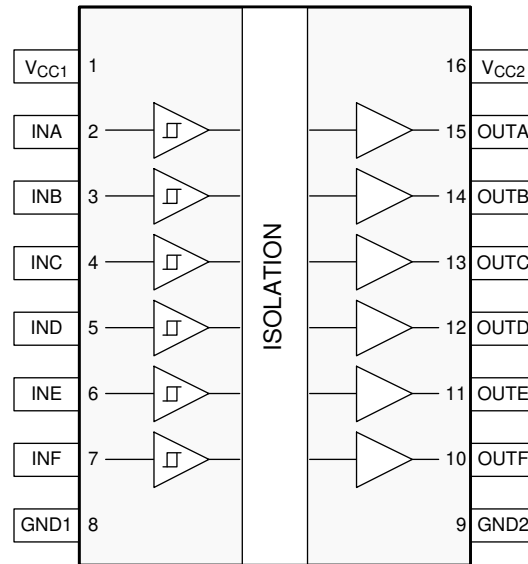 VCC1 1 16 VCC2
INA 2 15 OUTA
INB 3 14 OUTB
INC 4 13 OUTC
IND 5 12 OUTD
INE 6 11 OUTE
INF 7 10 OUTF
GND1 8 9 GND2
ISOLATION